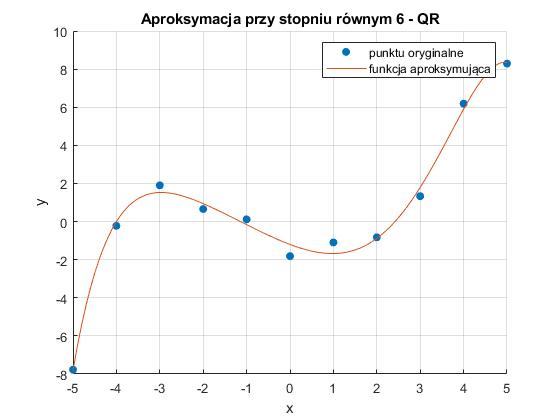 Aproksymacja przy stopniu równym 6 - QR
punktu oryginalne
funkcja aproksymująca
10
8
6
4
2
0
-2
-4
-6
-8
y
-5 -4 -3 -2 -1 0 1 2 3 4 5
x